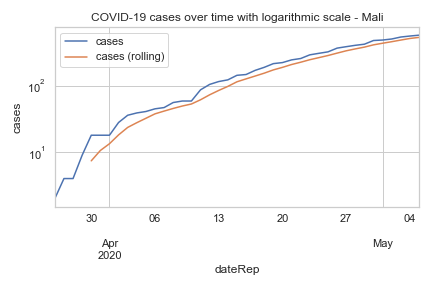 COVID-19 cases over time with logarithmic scale - Mali
cases
cases (rolling)
10²
10¹
cases
30 06 13 20 27 04
Apr May
2020
dateRep